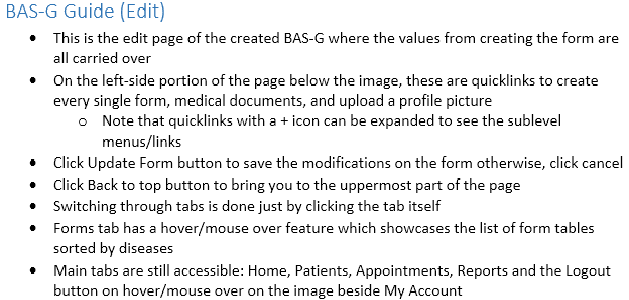 BAS-G Guide (Edit)
• This is the edit page of the created BAS-G where the values from creating the form are
all carried over
• On the left-side portion of the page below the image, these are quicklinks to create
every single form, medical documents, and upload a profile picture
o Note that quicklinks with a + icon can be expanded to see the sublevel
menus/links
• Click Update Form button to save the modifications on the form otherwise, click cancel
• Click Back to top button to bring you to the uppermost part of the page
• Switching through tabs is done just by clicking the tab itself
• Forms tab has a hover/mouse over feature which showcases the list of form tables
sorted by diseases
• Main tabs are still accessible: Home, Patients, Appointments, Reports and the Logout
button on hover/mouse over on the image beside My Account